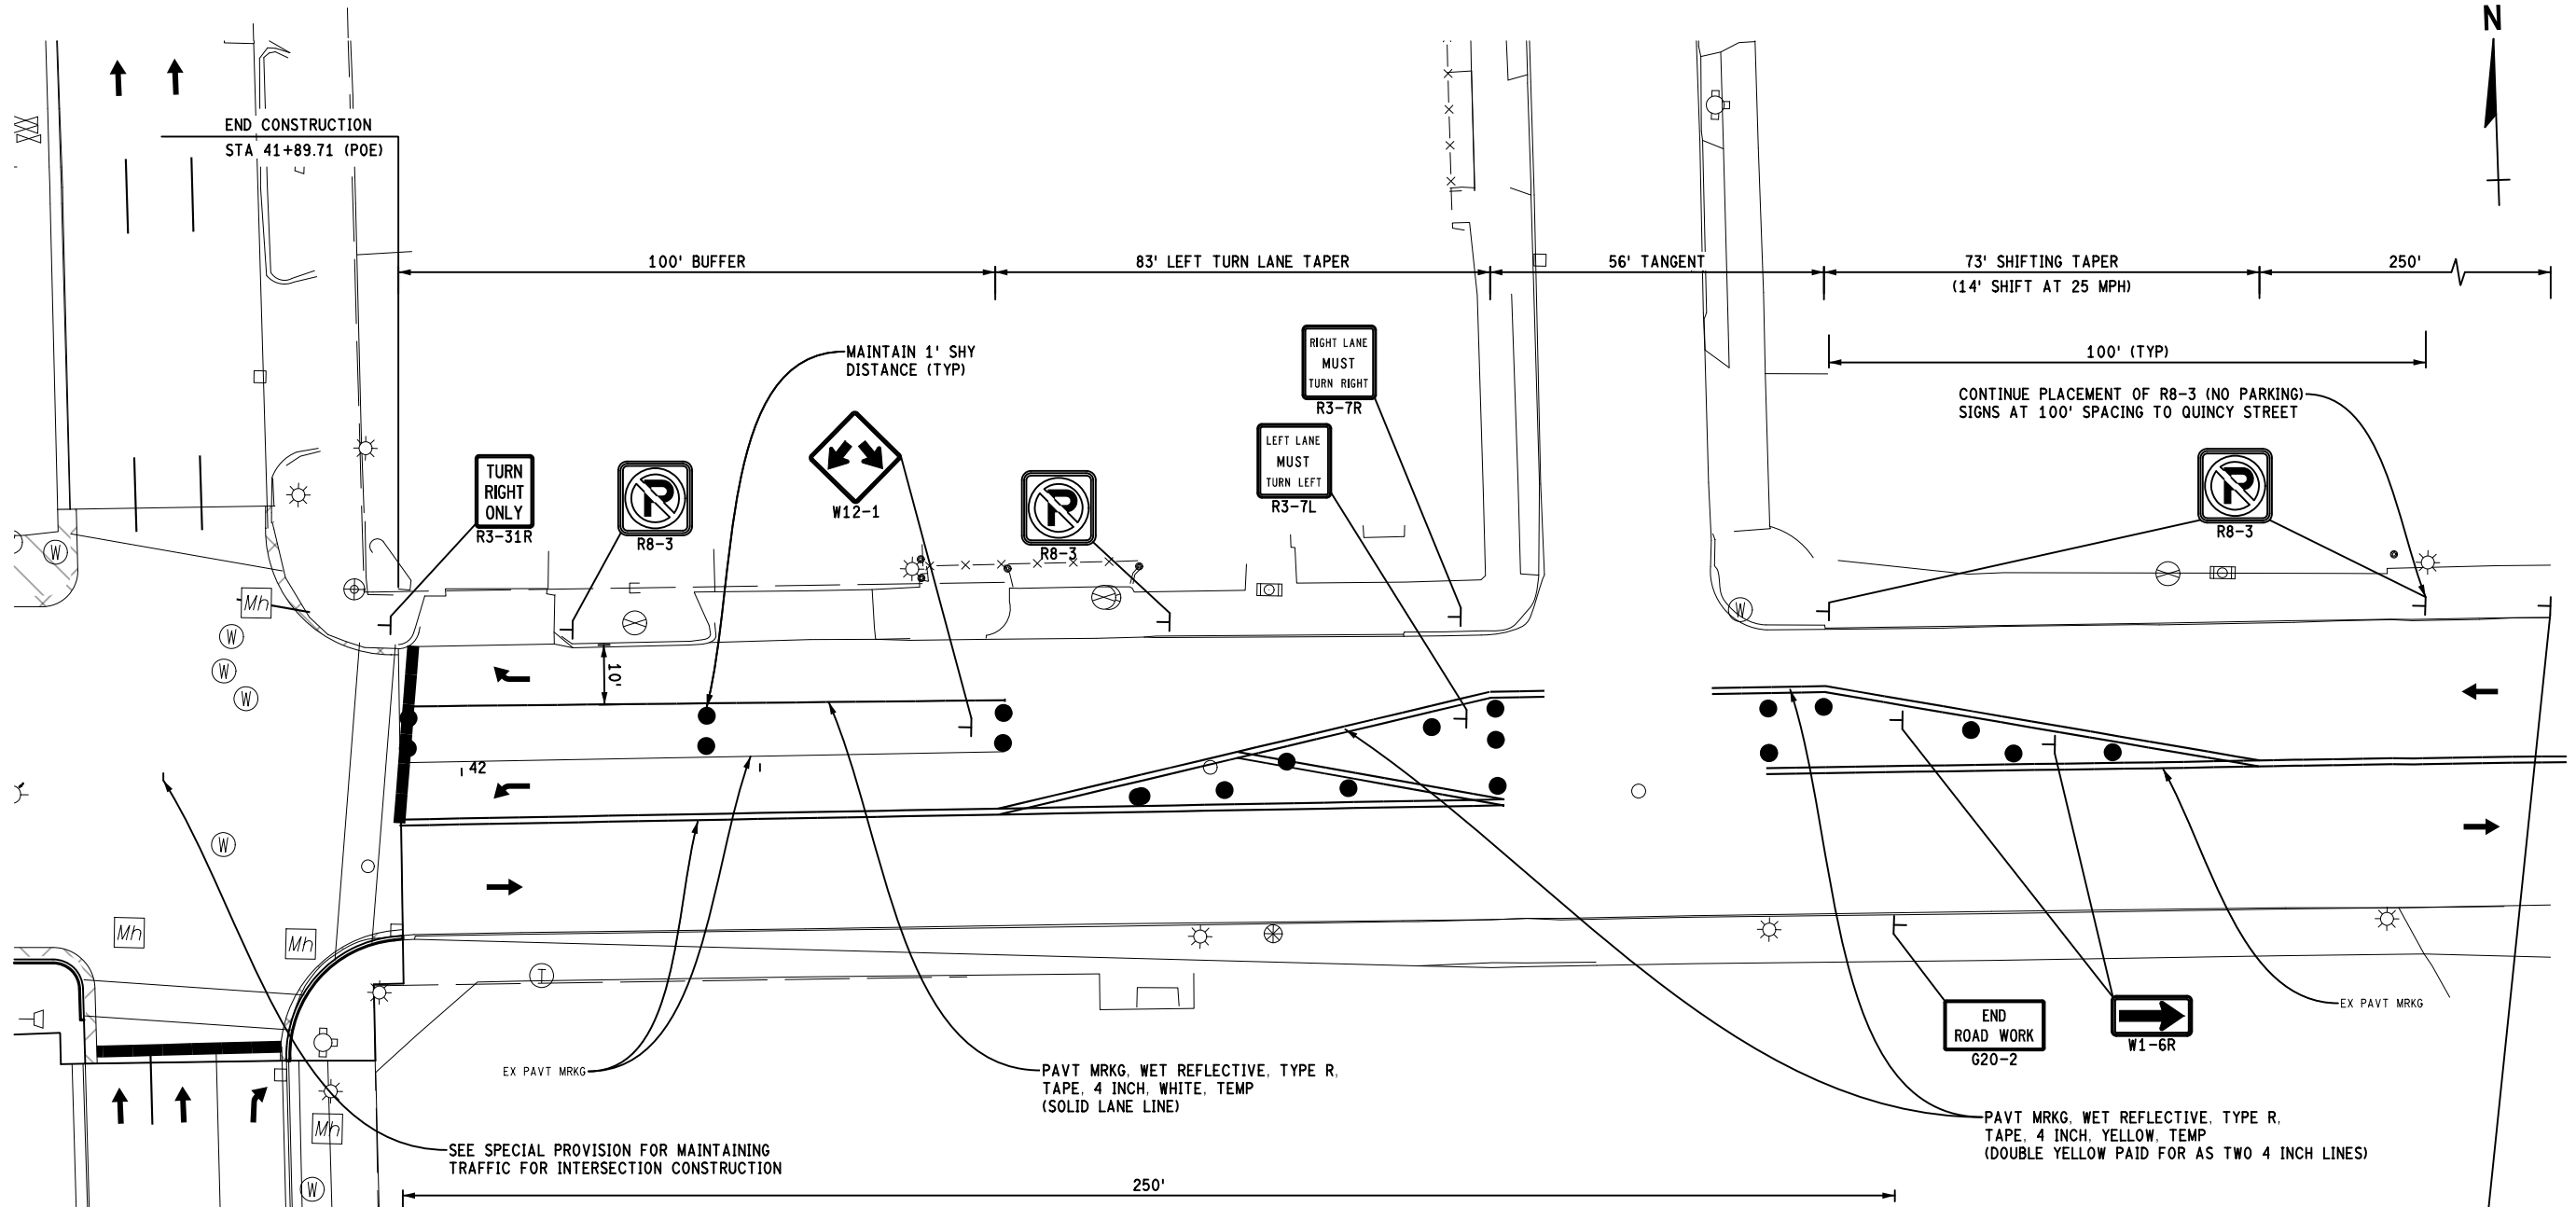 N
END CONSTRUCTION
STA 41+89.71 (POE)
100' BUFFER
83' LEFT TURN LANE TAPER
56' TANGENT
73' SHIFTING TAPER
(14' SHIFT AT 25 MPH)
250'
100' (TYP)
MAINTAIN 1' SHY
DISTANCE (TYP)
RIGHT LANE
MUST
TURN RIGHT
R3-7R
CONTINUE PLACEMENT OF R8-3 (NO PARKING)
SIGNS AT 100' SPACING TO QUINCY STREET
LEFT LANE
MUST
TURN LEFT
R3-7L
TURN
RIGHT
ONLY
R3-31R
P
R8-3
W12-1
P
R8-3
P
R8-3
W
Mh
W
W
W
W
10'
42
W
Mh
Mh
I
EX PAVT MRKG
END
ROAD WORK
G20-2
W1-6R
EX PAVT MRKG
PAVT MRKG, WET REFLECTIVE, TYPE R,
TAPE, 4 INCH, WHITE, TEMP
(SOLID LANE LINE)
Mh
PAVT MRKG, WET REFLECTIVE, TYPE R,
TAPE, 4 INCH, YELLOW, TEMP
(DOUBLE YELLOW PAID FOR AS TWO 4 INCH LINES)
SEE SPECIAL PROVISION FOR MAINTAINING
TRAFFIC FOR INTERSECTION CONSTRUCTION
W
250'